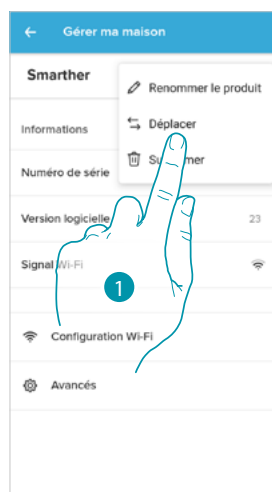 Gérer ma maison
Smarther
Renommer le produit
Déplacer
Informations
Numéro de série
Version logicielle
23
Signal Wi-Fi
1
Configuration Wi-Fi
Avancés